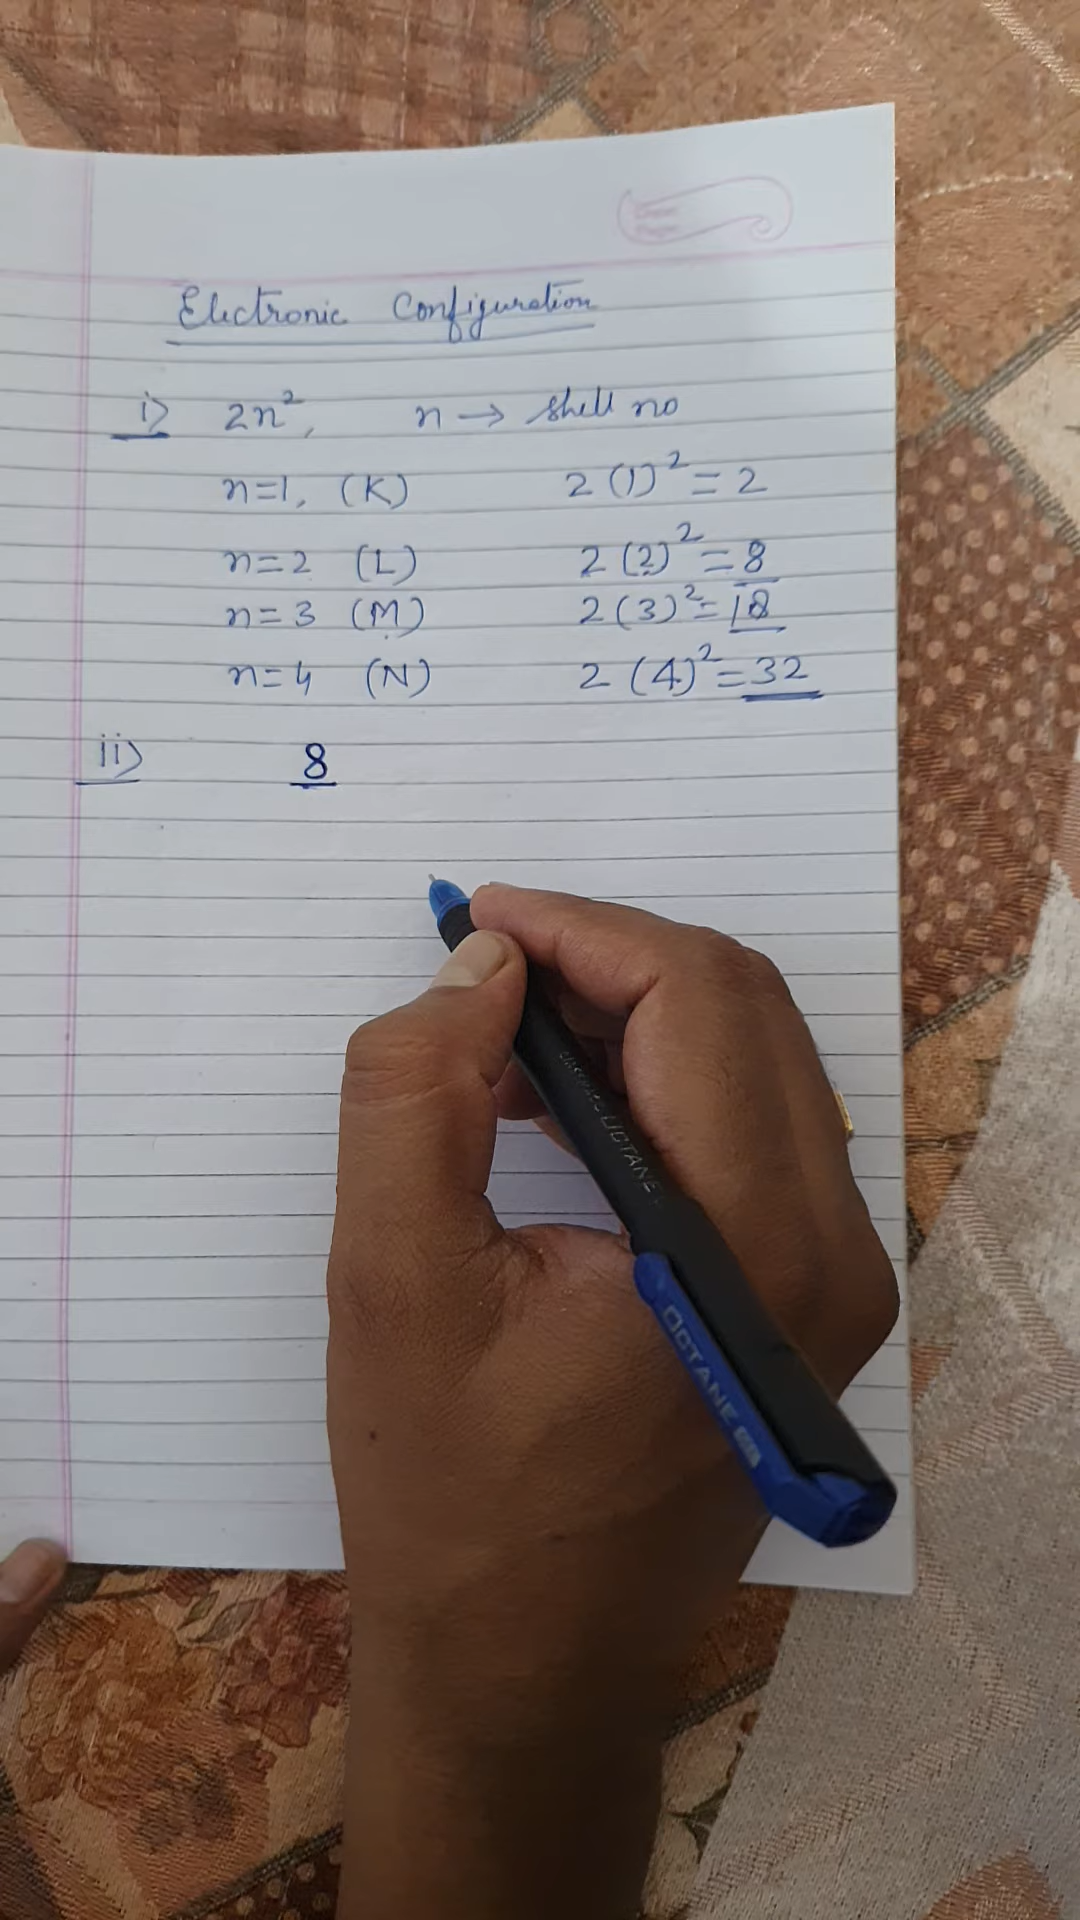 Electronic Configuration
i) 2n², n → shell no
n=1, (K) 2 (1)² = 2
n=2 (L) 2 (2)² = 8
n=3 (M) 2 (3)² = 18
n=4 (N) 2 (4)² = 32
ii) 8
OCTANE
OCTANE